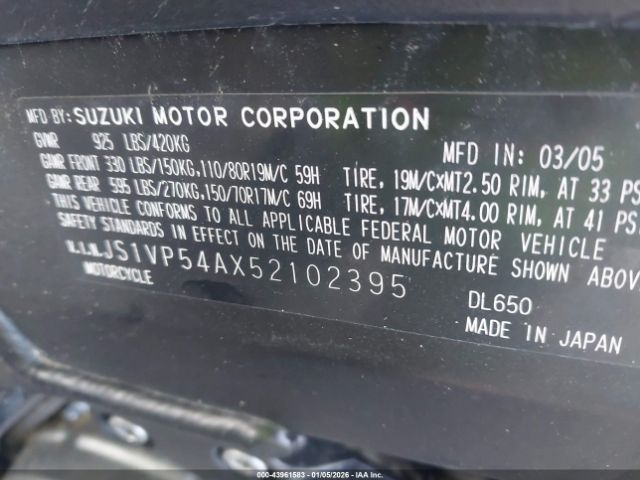 MFD BY: SUZUKI MOTOR CORPORATION
GVWR 925 LBS/420KG MFD IN: 03/05
GAWR FRONT 330 LBS/150KG,110/80R19M/C 59H TIRE, 19M/C×MT2.50 RIM, AT 33 PS
GAWR REAR 595 LBS/270KG,150/70R17M/C 69H TIRE, 17M/C×MT4.00 RIM, AT 41 PS
THIS VEHICLE CONFORMS TO ALL APPLICABLE FEDERAL MOTOR VEHICLE
SAFETY STANDARDS IN EFFECT ON THE DATE OF MANUFACTURE SHOWN ABOV
V.I.N. JS1VP54AX52102395
MOTORCYCLE DL650
MADE IN JAPAN
000-43961583 - 01/05/2026 - IAA Inc.